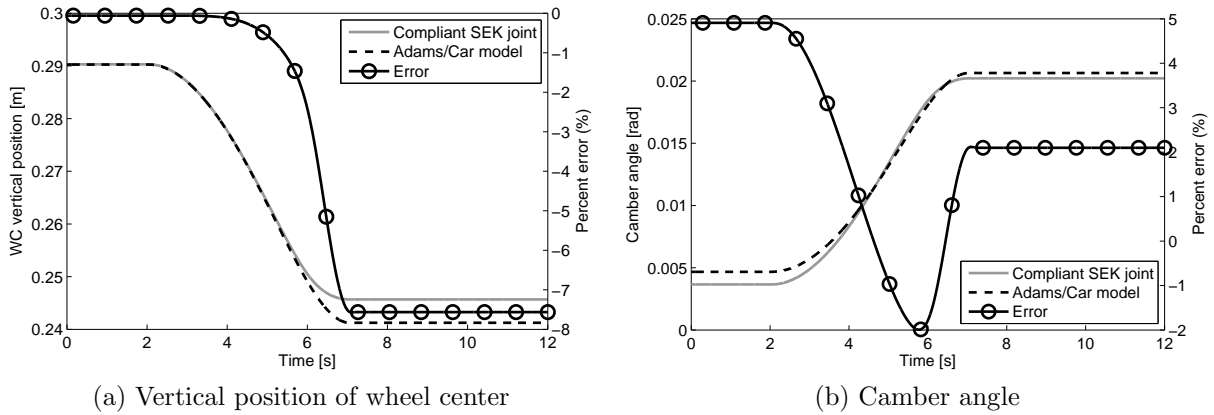 0.3
0.29
0.28
0.27
0.26
0.25
0.24
WC vertical position [m]
0 2 4 6 8 10 12
Time [s]
0
−1
−2
−3
−4
−5
−6
−7
−8
Percent error (%)
Compliant SEK joint
Adams/Car model
Error
(a) Vertical position of wheel center
0.025
0.02
0.015
0.01
0.005
0
Camber angle [rad]
0 2 4 6 8 10 12
Time [s]
5
4
3
2
1
0
−1
−2
Percent error (%)
Compliant SEK joint
Adams/Car model
Error
(b) Camber angle